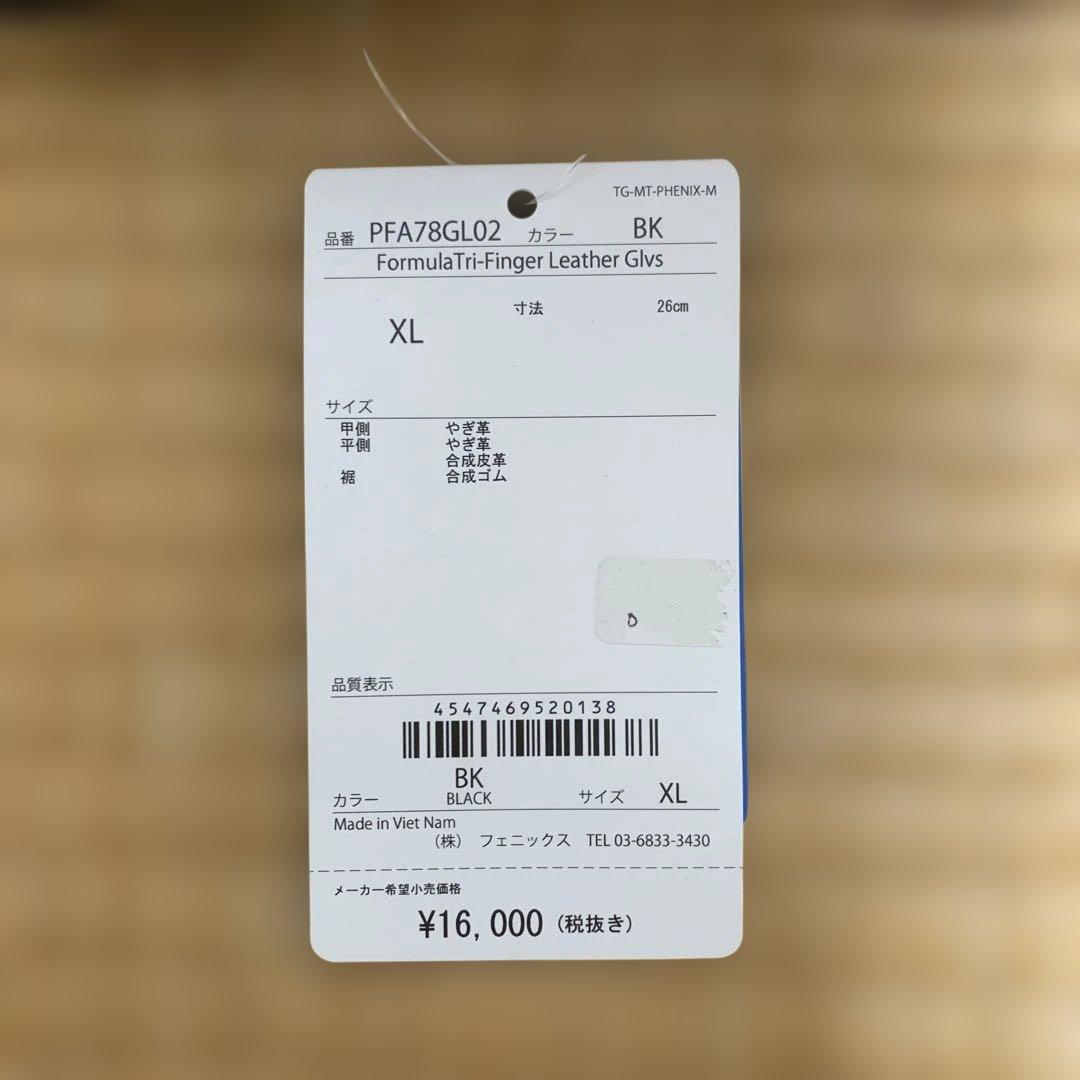 TG-MT-PHENIX-M
品番 PFA78GL02 カラー BK
FormulaTri-Finger Leather Glvs
寸法 26cm
XL
サイズ
甲側 やぎ革
平側 やぎ革
合成皮革
裾 合成ゴム
品質表示
4547469520138
BK
カラー BLACK サイズ XL
Made in Viet Nam
(株) フェニックス TEL 03-6833-3430
メーカー希望小売価格
¥16,000 (税抜き)